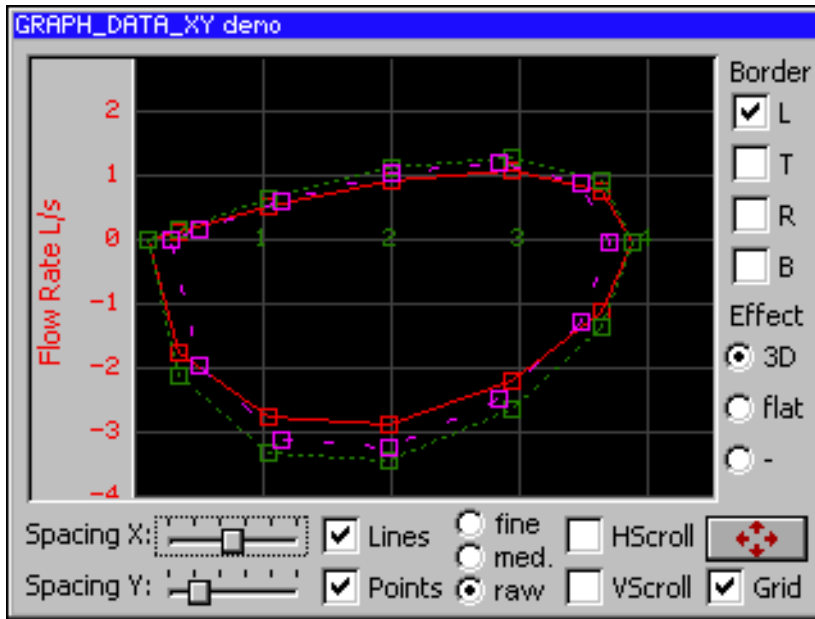 GRAPH_DATA_XY demo
Flow Rate L/s
2
1
0
-1
-2
-3
-4
1 2 3 4
Border
L
T
R
B
Effect
3D
flat
-
Spacing X:
Lines
fine
med.
raw
HScroll
Spacing Y:
Points
VScroll
Grid